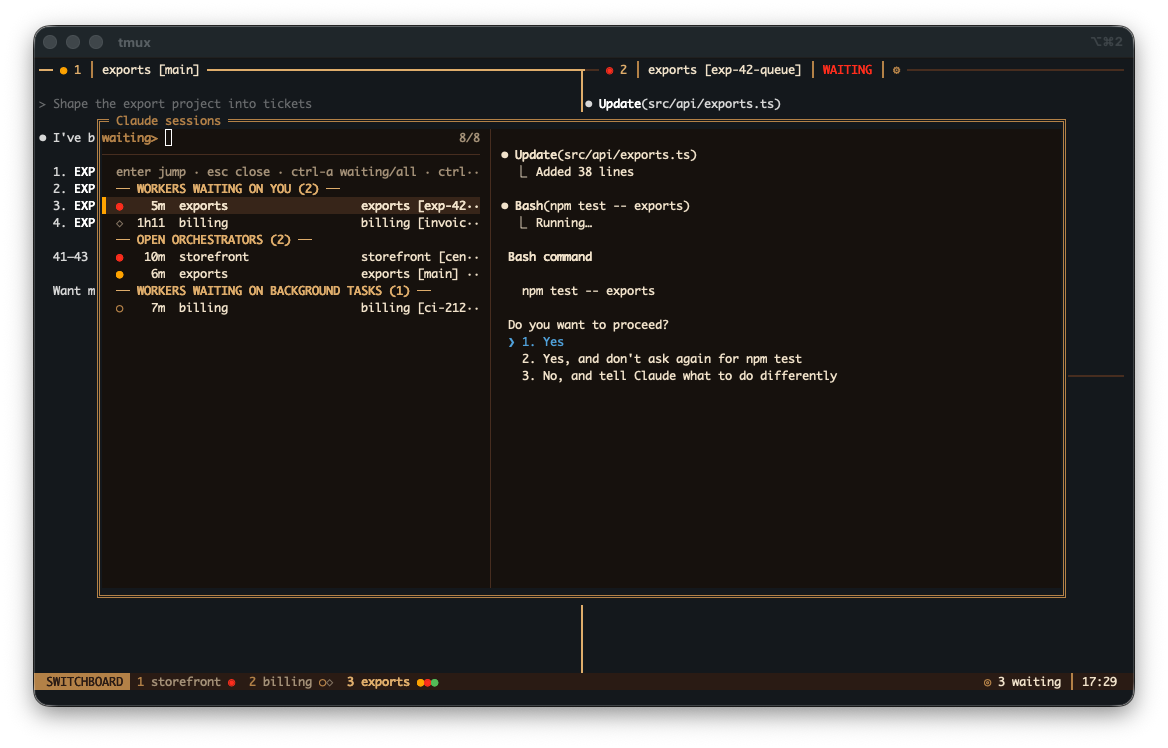 tmux
⌥⌘2
1 │ exports [main]
2 │ exports [exp-42-queue] │ WAITING │ ⚙
> Shape the export project into tickets
● Update(src/api/exports.ts)
● I've b
1. EXP
2. EXP
3. EXP
4. EXP
41–43
Want m
Claude sessions
waiting> 8/8
enter jump · esc close · ctrl-a waiting/all · ctrl··
── WORKERS WAITING ON YOU (2) ──
● 5m exports exports [exp-42··
◇ 1h11 billing billing [invoic··
── OPEN ORCHESTRATORS (2) ──
● 10m storefront storefront [cen··
● 6m exports exports [main] ··
── WORKERS WAITING ON BACKGROUND TASKS (1) ──
○ 7m billing billing [ci-212··
● Update(src/api/exports.ts)
⎿ Added 38 lines
● Bash(npm test -- exports)
⎿ Running…
Bash command
npm test -- exports
Do you want to proceed?
❯ 1. Yes
2. Yes, and don't ask again for npm test
3. No, and tell Claude what to do differently
SWITCHBOARD 1 storefront ● 2 billing ○◇ 3 exports ●●●
◎ 3 waiting │ 17:29